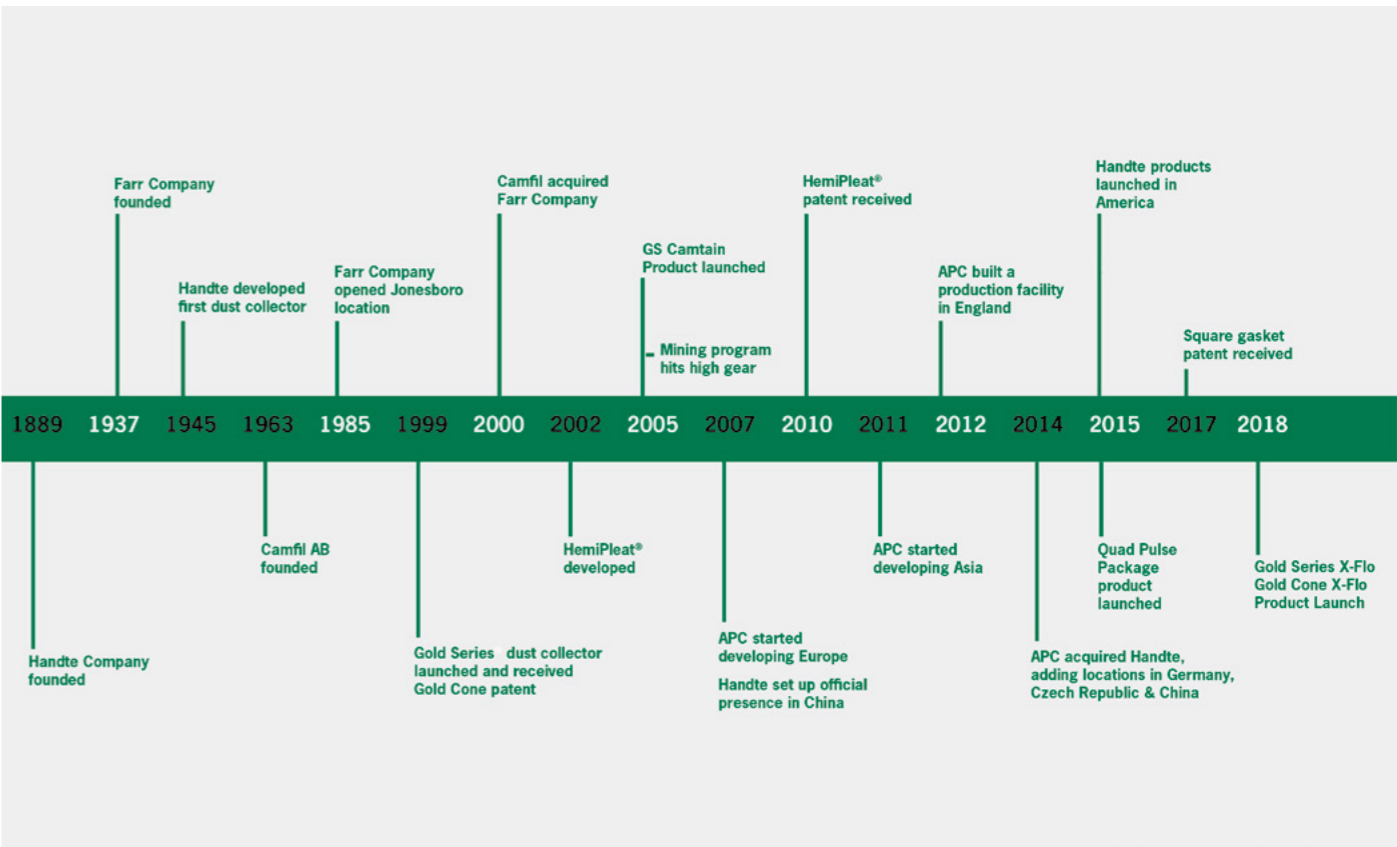 Farr Company
founded
Handte developed
first dust collector
Farr Company
opened Jonesboro
location
Camfil acquired
Farr Company
GS Camtain
Product launched
Mining program
hits high gear
HemiPleat®
patent received
APC built a
production facility
in England
Handte products
launched in
America
Square gasket
patent received
1889 1937 1945 1963 1985 1999 2000 2002 2005 2007 2010 2011 2012 2014 2015 2017 2018
Handte Company
founded
Camfil AB
founded
Gold Series dust collector
launched and received
Gold Cone patent
HemiPleat®
developed
APC started
developing Europe
Handte set up official
presence in China
APC started
developing Asia
APC acquired Handte,
adding locations in Germany,
Czech Republic & China
Quad Pulse
Package
product
launched
Gold Series X-Flo
Gold Cone X-Flo
Product Launch